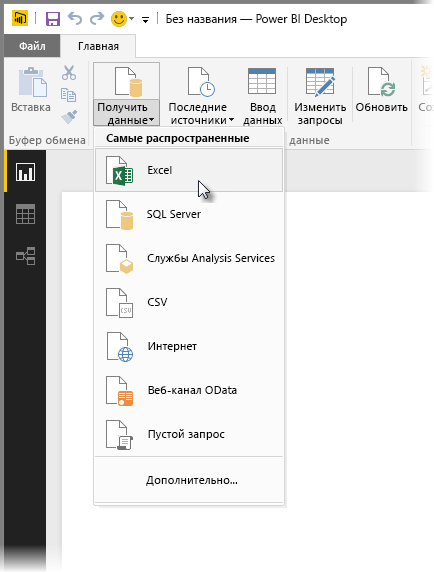 Без названия — Power BI Desktop
Файл
Главная
Вставка
Получить данные
Последние источники
Ввод данных
Изменить запросы
Обновить
Буфер обмена
данные
Самые распространенные
Excel
SQL Server
Службы Analysis Services
CSV
Интернет
Веб-канал OData
Пустой запрос
Дополнительно...